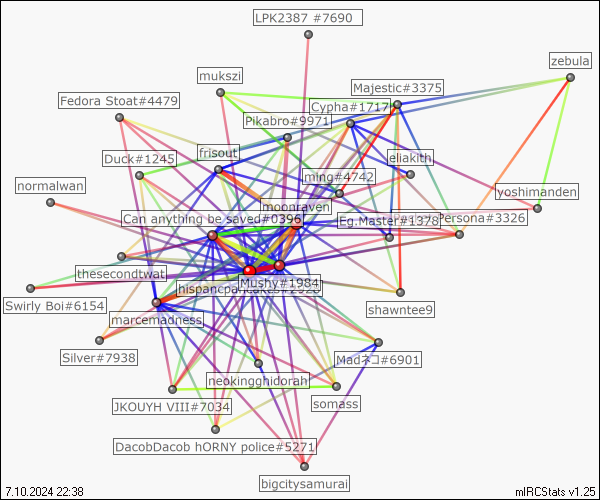 LPK2387 #7690
zebula
mukszi
Majestic#3375
Fedora Stoat#4479
Cypha#1717
Pikabro#9971
Duck#1245
frisout
eliakith
ming#4742
normalwan
yoshimanden
moonraven
Can anything be saved#0396
Eg.Master#1378
Persona#3326
thesecondtwat
Mushy#1984
Swirly Boi#6154
shawntee9
marcemadness
Silver#7938
Madネコ#6901
neokingghidorah
JKOUYH VIII#7034
somass
DacobDacob hORNY police#5271
bigcitysamurai
7.10.2024 22:38
mIRCStats v1.25